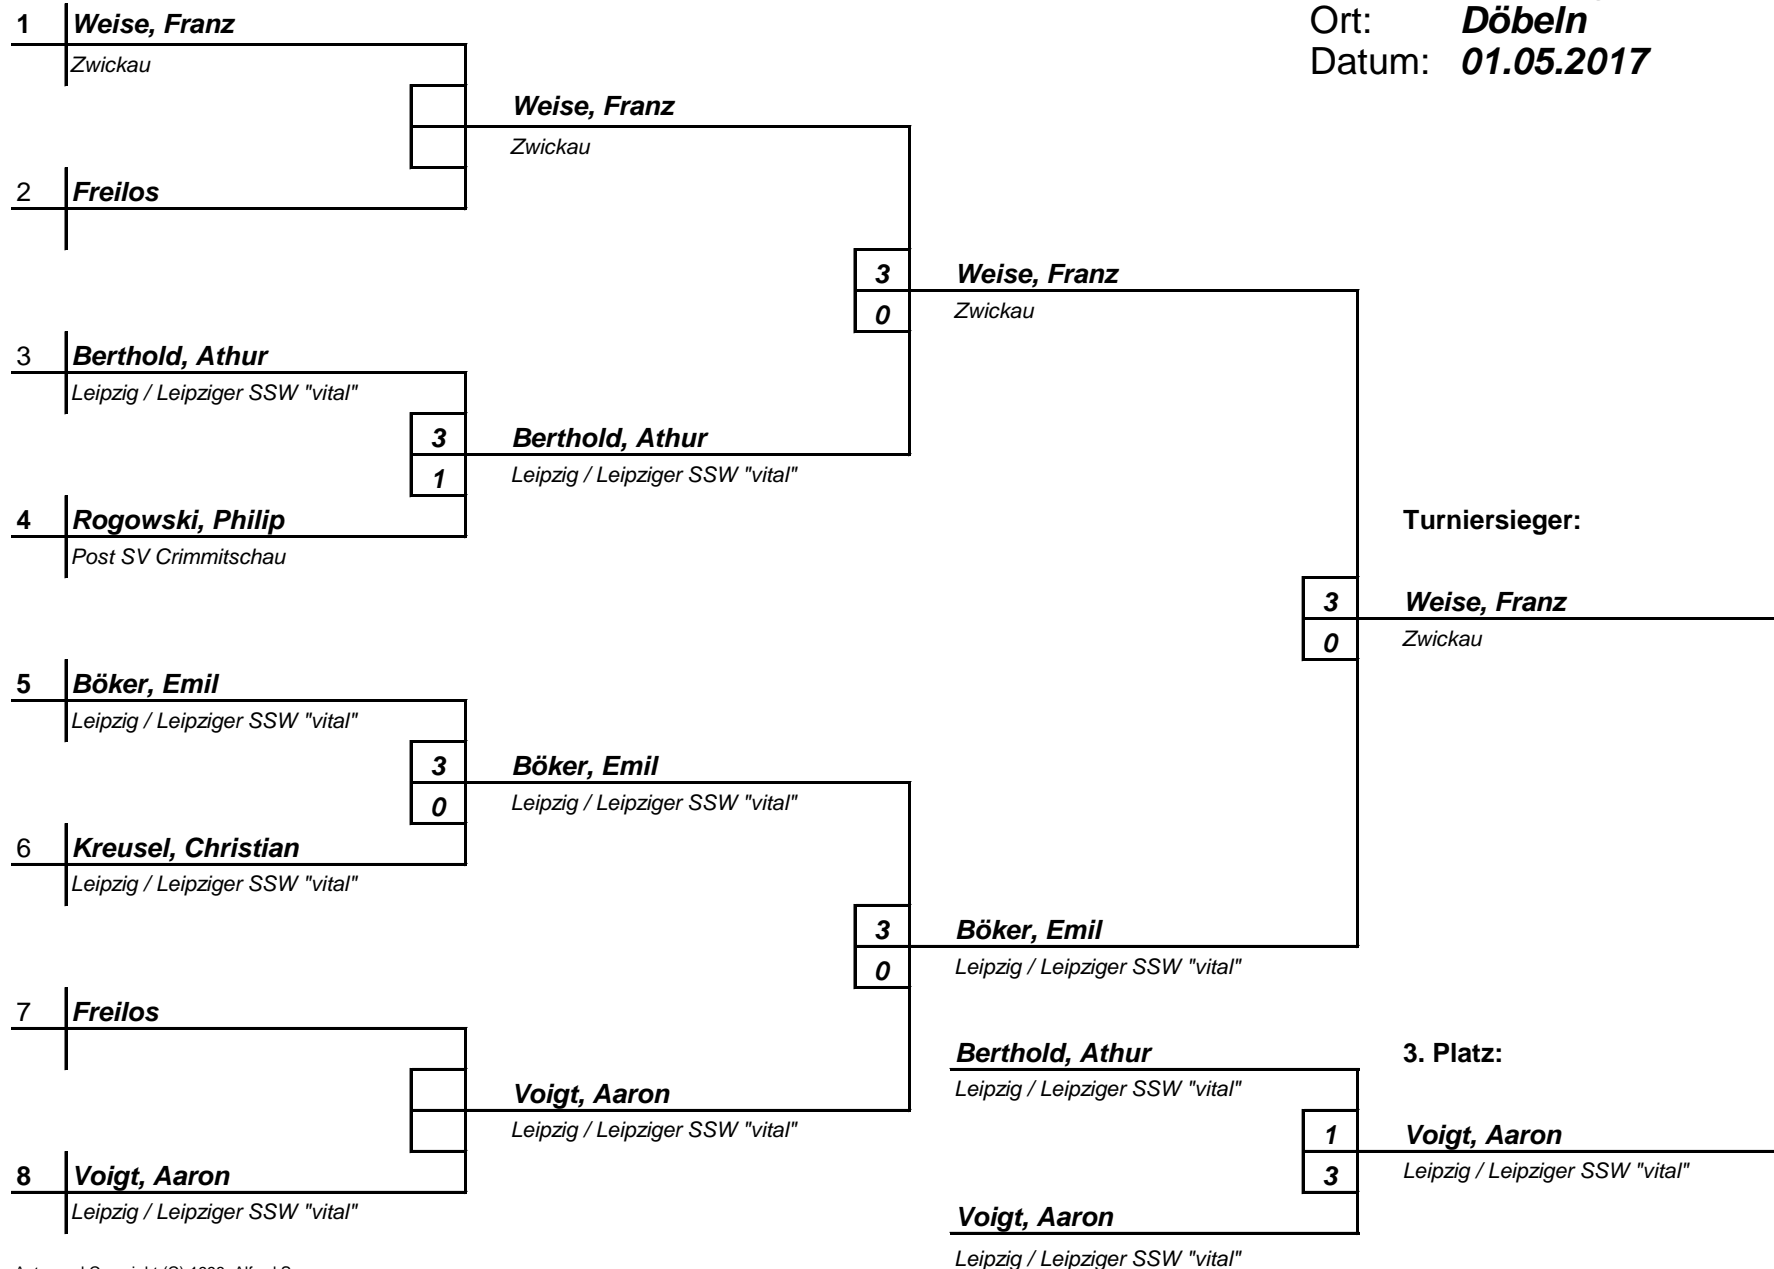 Ort: Döbeln
Datum: 01.05.2017
1 Weise, Franz
Zwickau
Weise, Franz
Zwickau
2 Freilos
3 Weise, Franz
0 Zwickau
3 Berthold, Athur
Leipzig / Leipziger SSW "vital"
3 Berthold, Athur
1 Leipzig / Leipziger SSW "vital"
4 Rogowski, Philip
Post SV Crimmitschau
Turniersieger:
3 Weise, Franz
0 Zwickau
5 Böker, Emil
Leipzig / Leipziger SSW "vital"
3 Böker, Emil
0 Leipzig / Leipziger SSW "vital"
6 Kreusel, Christian
Leipzig / Leipziger SSW "vital"
3 Böker, Emil
0 Leipzig / Leipziger SSW "vital"
7 Freilos
Voigt, Aaron
Leipzig / Leipziger SSW "vital"
8 Voigt, Aaron
Leipzig / Leipziger SSW "vital"
Berthold, Athur
Leipzig / Leipziger SSW "vital"
3. Platz:
1 Voigt, Aaron
3 Leipzig / Leipziger SSW "vital"
Voigt, Aaron
Leipzig / Leipziger SSW "vital"